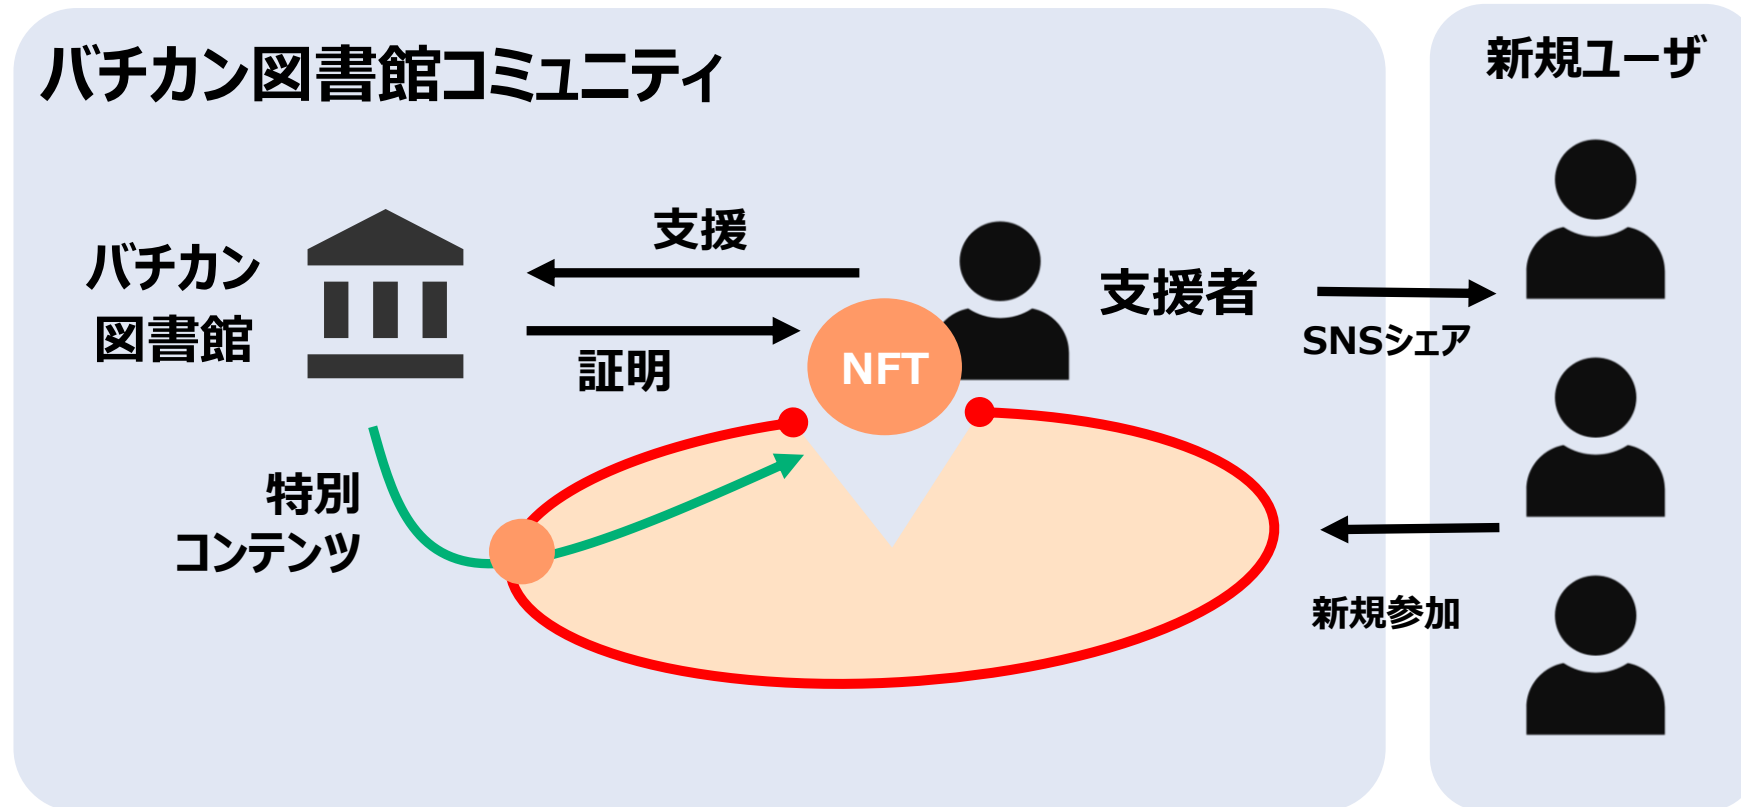 バチカン図書館コミュニティ
新規ユーザ
バチカン
図書館
支援
証明
NFT
支援者
SNSシェア
特別
コンテンツ
新規参加